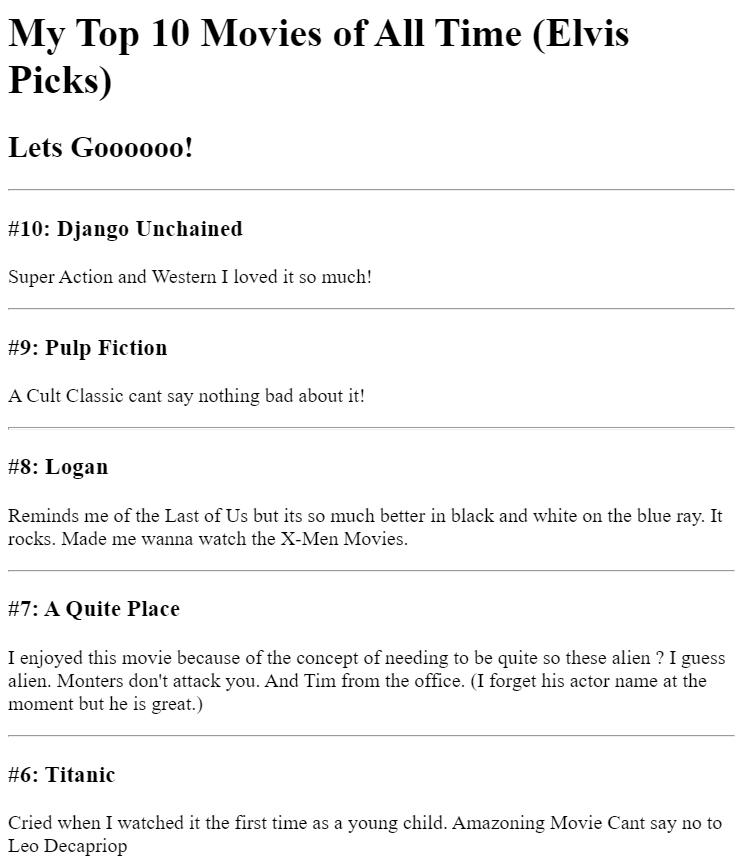 My Top 10 Movies of All Time (Elvis
Picks)
Lets Goooooo!
#10: Django Unchained
Super Action and Western I loved it so much!
#9: Pulp Fiction
A Cult Classic cant say nothing bad about it!
#8: Logan
Reminds me of the Last of Us but its so much better in black and white on the blue ray. It
rocks. Made me wanna watch the X-Men Movies.
#7: A Quite Place
I enjoyed this movie because of the concept of needing to be quite so these alien ? I guess
alien. Monters don't attack you. And Tim from the office. (I forget his actor name at the
moment but he is great.)
#6: Titanic
Cried when I watched it the first time as a young child. Amazoning Movie Cant say no to
Leo Decapriop